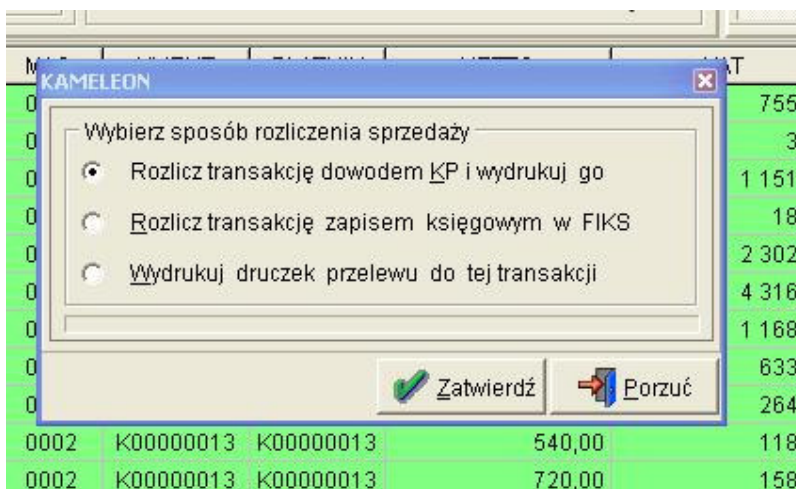 KAMELEON
Wybierz sposób rozliczenia sprzedaży
Rozlicz transakcję dowodem KP i wydrukuj go
Rozlicz transakcję zapisem księgowym w FIKS
Wydrukuj druczek przelewu do tej transakcji
Zatwierdź Porzuć
755
3
1 151
18
2 302
4 316
1 168
633
264
0002 K00000013 K00000013 540,00 118
0002 K00000013 K00000013 720,00 158